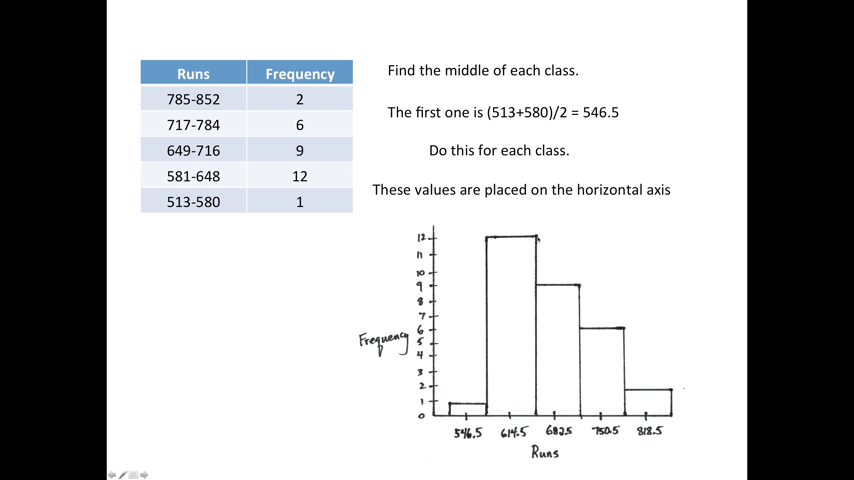 Runs Frequency
785-852 2
717-784 6
649-716 9
581-648 12
513-580 1
Find the middle of each class.
The first one is (513+580)/2 = 546.5
Do this for each class.
These values are placed on the horizontal axis
12
11
10
9
8
7
6
5
4
3
2
1
0
Frequency
546.5 614.5 682.5 750.5 818.5
Runs